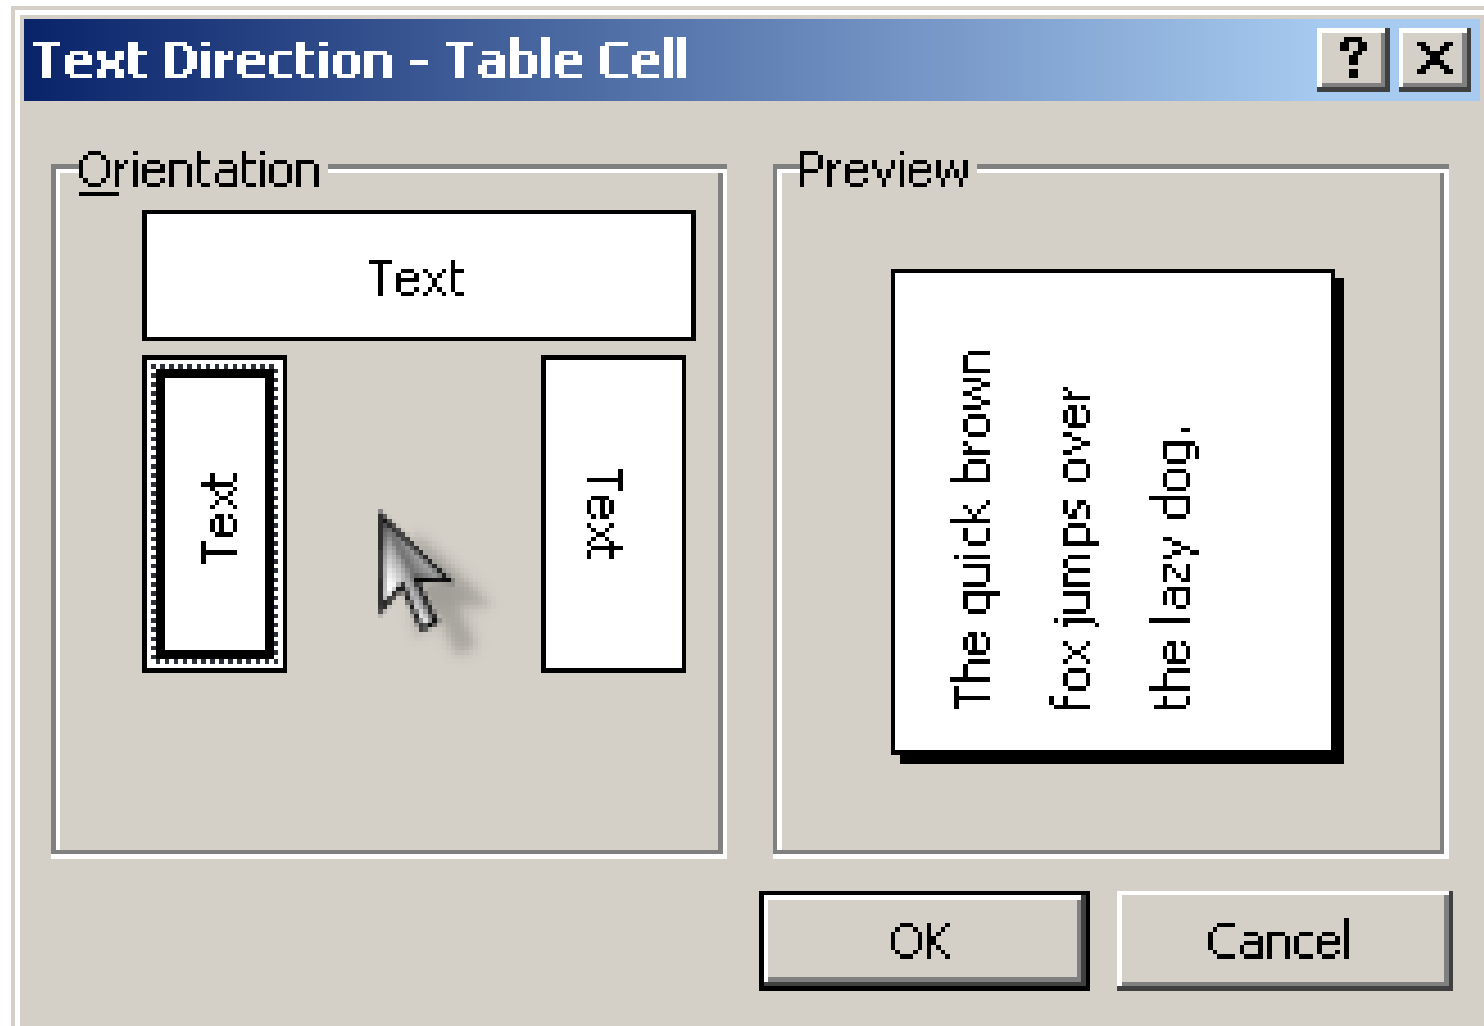 Text Direction - Table Cell
Orientation
Text
Text
Text
Preview
The quick brown
fox jumps over
the lazy dog.
OK
Cancel